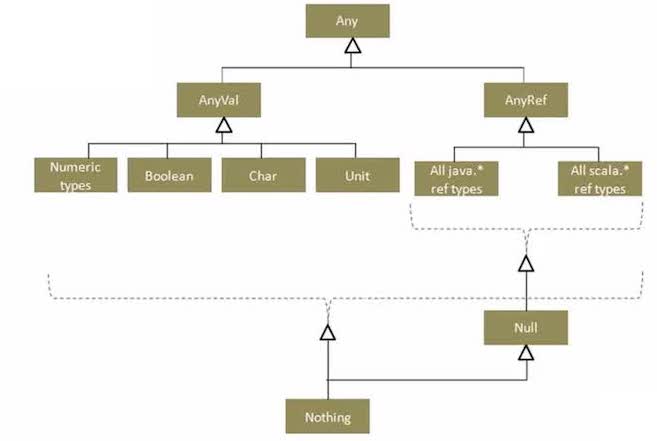 Any
AnyVal
AnyRef
Numeric
types
Boolean
Char
Unit
All java.*
ref types
All scala.*
ref types
Null
Nothing